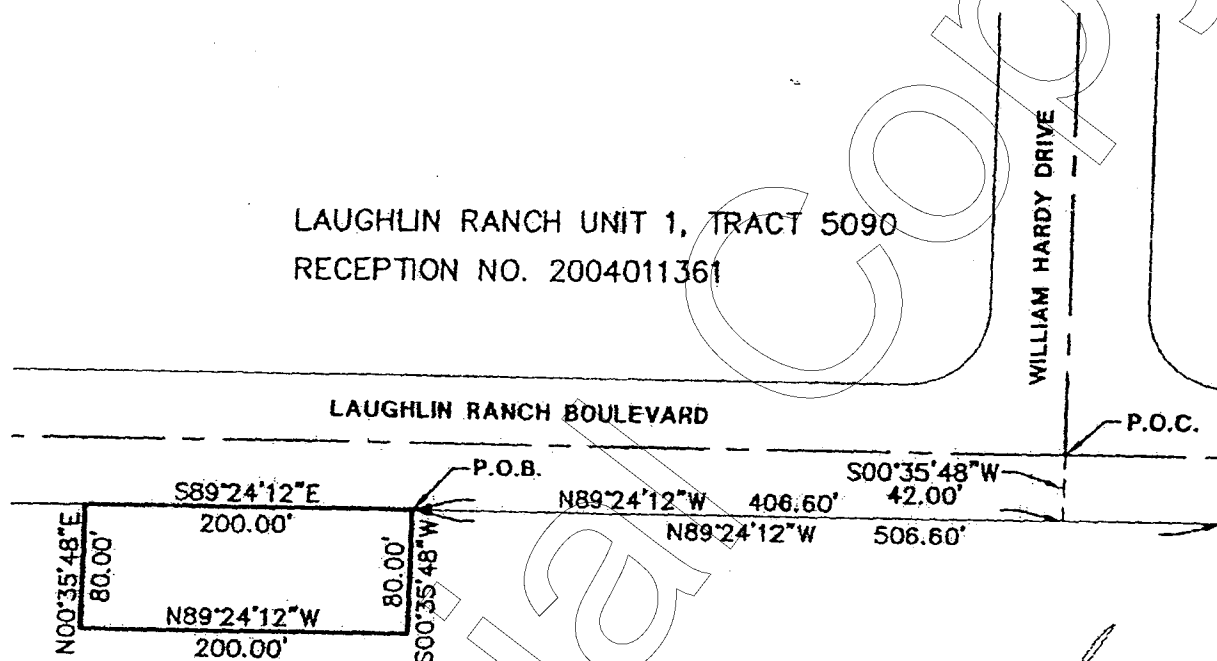 LAUGHLIN RANCH UNIT 1, TRACT 5090
RECEPTION NO. 2004011361
WILLIAM HARDY DRIVE
LAUGHLIN RANCH BOULEVARD
P.O.C.
P.O.B.
S00°35'48"W
42.00'
N89°24'12"W 406.60'
N89°24'12"W 506.60'
S89°24'12"E
200.00'
N00°35'48"E
80.00'
80.00'
S00°35'48"W
N89°24'12"W
200.00'